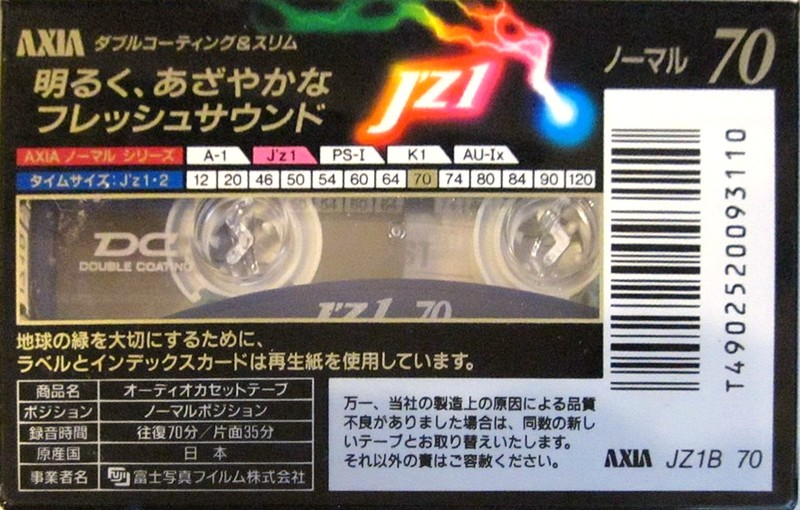 AXIA ダブルコーティング&スリム
明るく、あざやかな
フレッシュサウンド
J'z1
ノーマル 70
AXIA ノーマル シリーズ A-1 J'z1 PS-I K1 AU-Ix
タイムサイズ:J'z1・2 12 20 46 50 54 60 64 70 74 80 84 90 120
DC
DOUBLE COATING
J'z1 70
T4902520093110
地球の緑を大切にするために、
ラベルとインデックスカードは再生紙を使用しています。
商品名 オーディオカセットテープ
ポジション ノーマルポジション
録音時間 往復70分/片面35分
原産国 日本
事業者名 FUJI 富士写真フイルム株式会社
万一、当社の製造上の原因による品質
不良がありました場合は、同数の新し
いテープとお取り替えいたします。
それ以外の責はご容赦ください。
AXIA JZ1B 70